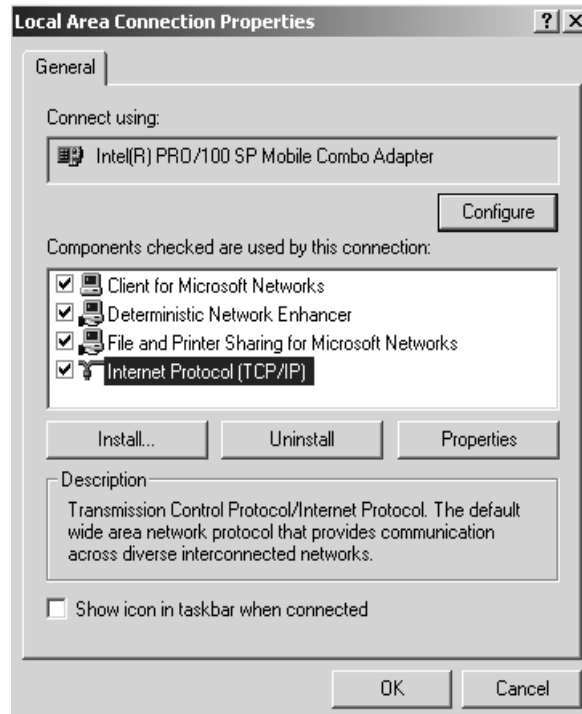 Local Area Connection Properties
General
Connect using:
Intel(R) PRO/100 SP Mobile Combo Adapter
Configure
Components checked are used by this connection:
Client for Microsoft Networks
Deterministic Network Enhancer
File and Printer Sharing for Microsoft Networks
Internet Protocol (TCP/IP)
Install... Uninstall Properties
Description
Transmission Control Protocol/Internet Protocol. The default
wide area network protocol that provides communication
across diverse interconnected networks.
Show icon in taskbar when connected
OK Cancel